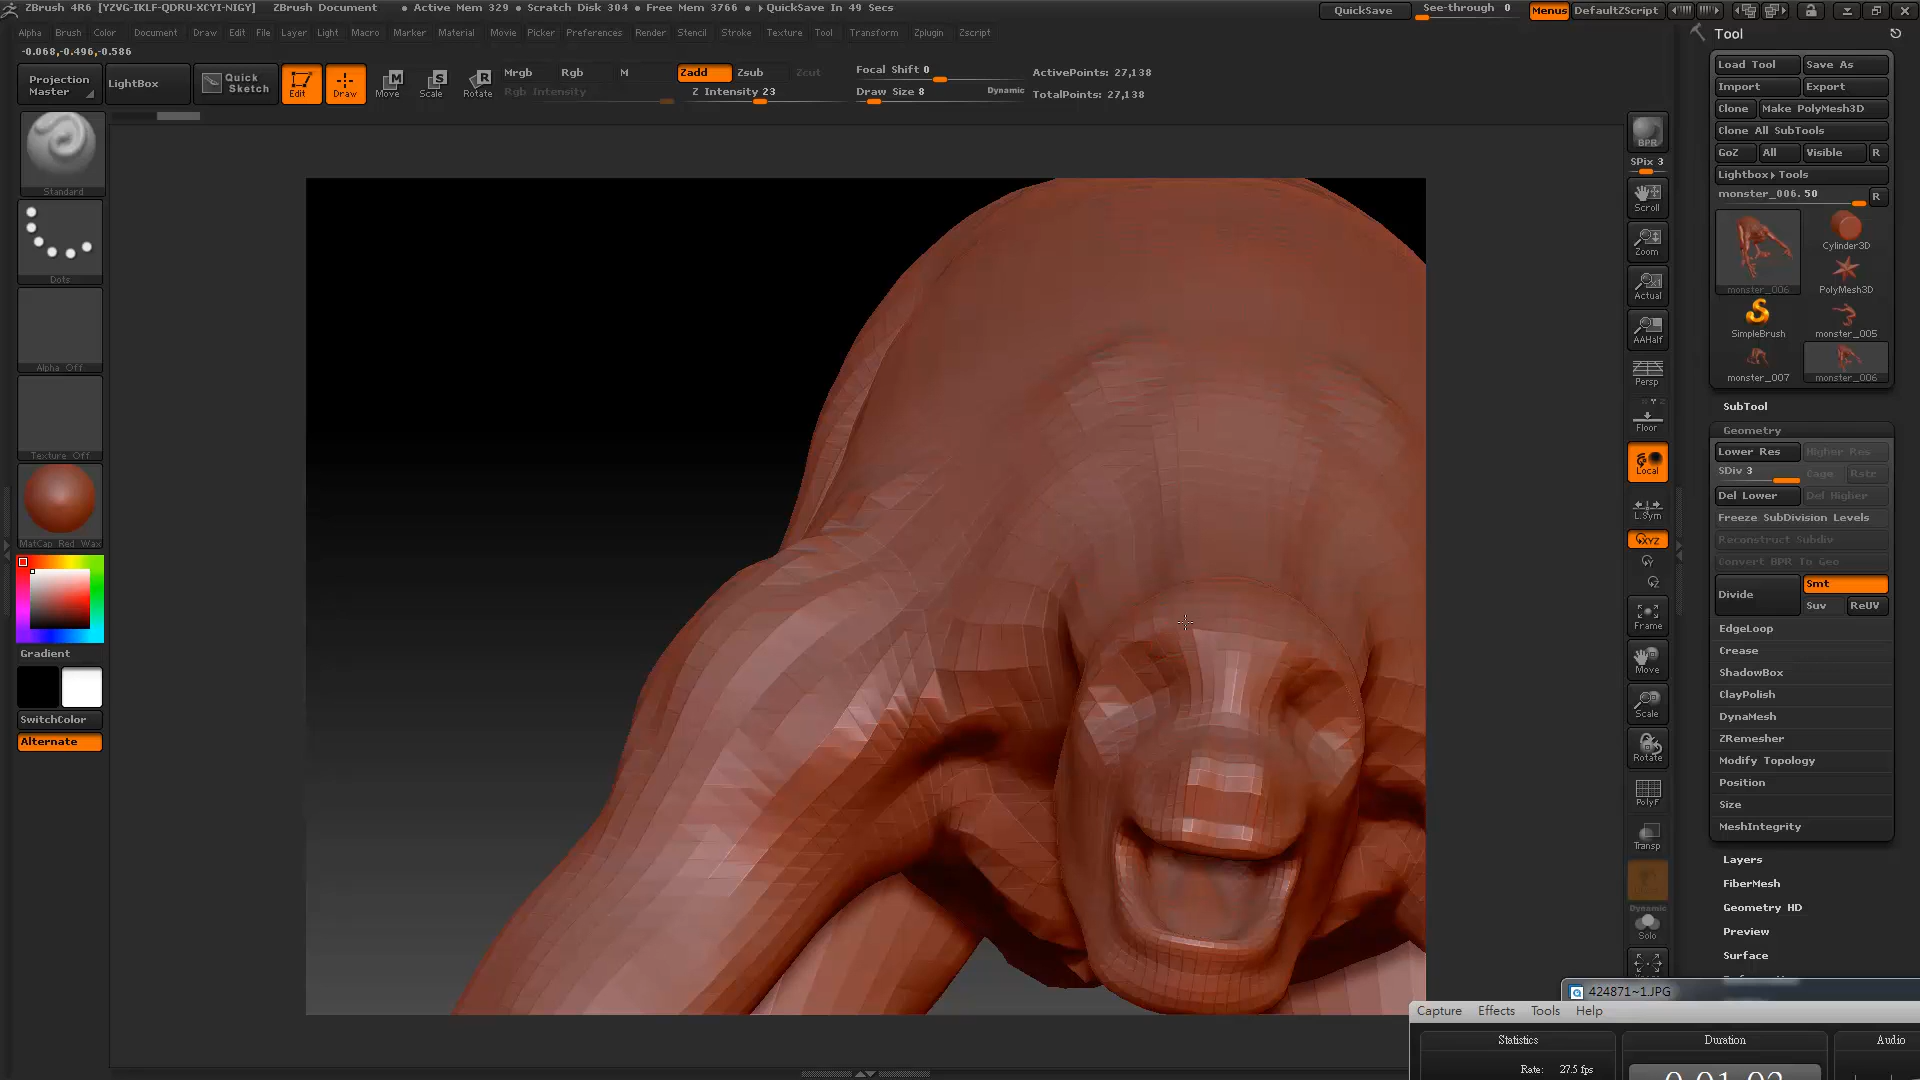 ZBrush 4R6 [YZVG-IKLF-QDRU-XCYI-NIGY] ZBrush Document • Active Mem 329 • Scratch Disk 304 • Free Mem 3766 • QuickSave In 49 Secs QuickSave See-through 0 Menus DefaultZScript
Alpha Brush Color Document Draw Edit File Layer Light Macro Marker Material Movie Picker Preferences Render Stencil Stroke Texture Tool Transform Zplugin Zscript
-0.068,-0.496,-0.586
Projection Master
LightBox
Quick Sketch
Edit
Draw
Move
Scale
Rotate
Mrgb Rgb M
Rgb Intensity
Zadd Zsub Zcut
Z Intensity 23
Focal Shift 0
Draw Size 8 Dynamic
ActivePoints: 27,138
TotalPoints: 27,138
Standard
Dots
Alpha Off
Texture Off
MatCap Red Wax
Gradient
SwitchColor
Alternate
BPR
SPix 3
Scroll
Zoom
Actual
AAHalf
Persp
Floor
Local
L.Sym
XYZ
Y
Z
Frame
Move
Scale
Rotate
PolyF
Transp
Dynamic
Solo
Tool
Load Tool Save As
Import Export
Clone Make PolyMesh3D
Clone All SubTools
GoZ All Visible R
Lightbox▸Tools
monster_006. 50 R
monster_006 Cylinder3D
PolyMesh3D
SimpleBrush monster_005
monster_007 monster_006
SubTool
Geometry
Lower Res Higher Res
SDiv 3 Cage Rstr
Del Lower Del Higher
Freeze SubDivision Levels
Reconstruct Subdiv
Convert BPR To Geo
Divide Smt
Suv ReUV
EdgeLoop
Crease
ShadowBox
ClayPolish
DynaMesh
ZRemesher
Modify Topology
Position
Size
MeshIntegrity
Layers
FiberMesh
Geometry HD
Preview
Surface
424871~1.JPG
Capture Effects Tools Help
Statistics Duration Audio
Rate: 27.5 fps